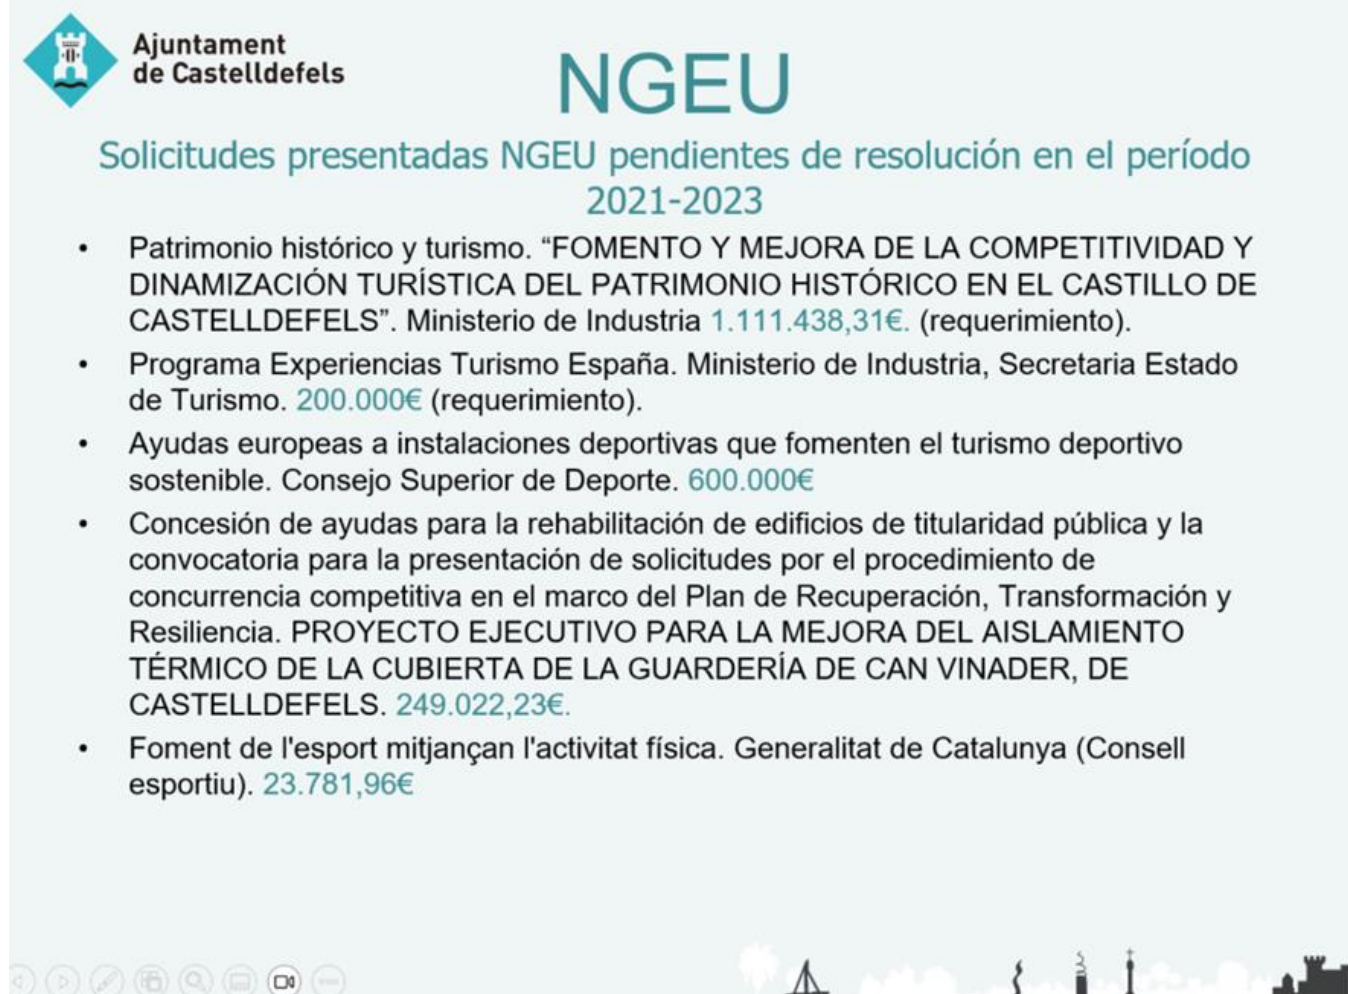 Ajuntament
de Castelldefels
NGEU
Solicitudes presentadas NGEU pendientes de resolución en el período
2021-2023
• Patrimonio histórico y turismo. “FOMENTO Y MEJORA DE LA COMPETITIVIDAD Y
DINAMIZACIÓN TURÍSTICA DEL PATRIMONIO HISTÓRICO EN EL CASTILLO DE
CASTELLDEFELS”. Ministerio de Industria 1.111.438,31€. (requerimiento).
• Programa Experiencias Turismo España. Ministerio de Industria, Secretaria Estado
de Turismo. 200.000€ (requerimiento).
• Ayudas europeas a instalaciones deportivas que fomenten el turismo deportivo
sostenible. Consejo Superior de Deporte. 600.000€
• Concesión de ayudas para la rehabilitación de edificios de titularidad pública y la
convocatoria para la presentación de solicitudes por el procedimiento de
concurrencia competitiva en el marco del Plan de Recuperación, Transformación y
Resiliencia. PROYECTO EJECUTIVO PARA LA MEJORA DEL AISLAMIENTO
TÉRMICO DE LA CUBIERTA DE LA GUARDERÍA DE CAN VINADER, DE
CASTELLDEFELS. 249.022,23€.
• Foment de l'esport mitjançan l'activitat física. Generalitat de Catalunya (Consell
esportiu). 23.781,96€